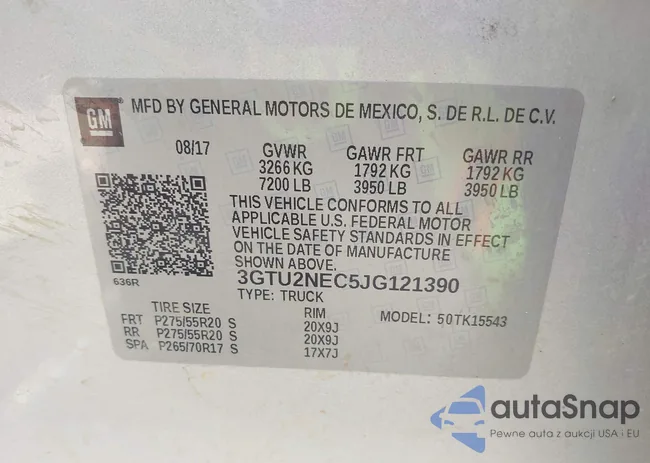 GM
MFD BY GENERAL MOTORS DE MEXICO, S. DE R.L. DE C.V.
08/17 GVWR GAWR FRT GAWR RR
3266 KG 1792 KG 1792 KG
7200 LB 3950 LB 3950 LB
THIS VEHICLE CONFORMS TO ALL
APPLICABLE U.S. FEDERAL MOTOR
VEHICLE SAFETY STANDARDS IN EFFECT
ON THE DATE OF MANUFACTURE
SHOWN ABOVE.
636R
3GTU2NEC5JG121390
TYPE: TRUCK
TIRE SIZE RIM MODEL: 50TK15543
FRT P275/55R20 S 20X9J
RR P275/55R20 S 20X9J
SPA P265/70R17 S 17X7J
autaSnap
Pewne auta z aukcji USA i EU